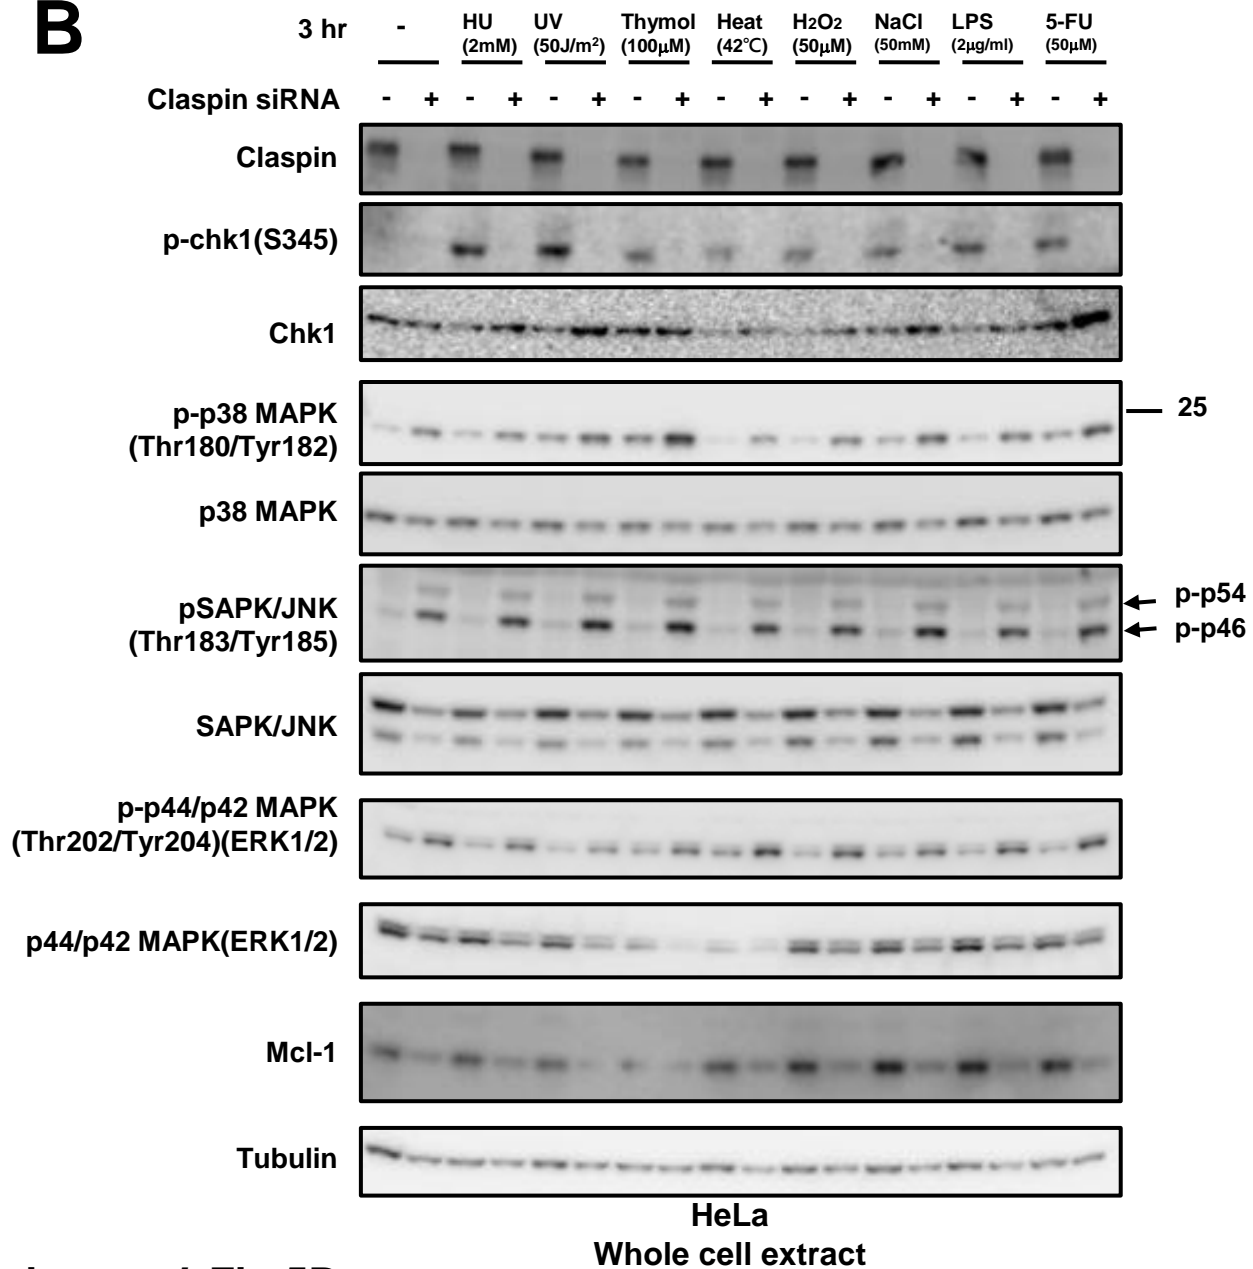 B
3 hr - HU UV Thymol Heat H2O2 NaCl LPS 5-FU
(2mM) (50J/m²) (100μM) (42℃) (50μM) (50mM) (2μg/ml) (50μM)
Claspin siRNA - + - + - + - + - + - + - + - + - +
Claspin
p-chk1(S345)
Chk1
p-p38 MAPK
(Thr180/Tyr182)
25
p38 MAPK
pSAPK/JNK
(Thr183/Tyr185)
p-p54
p-p46
SAPK/JNK
p-p44/p42 MAPK
(Thr202/Tyr204)(ERK1/2)
p44/p42 MAPK(ERK1/2)
Mcl-1
Tubulin
HeLa
Whole cell extract